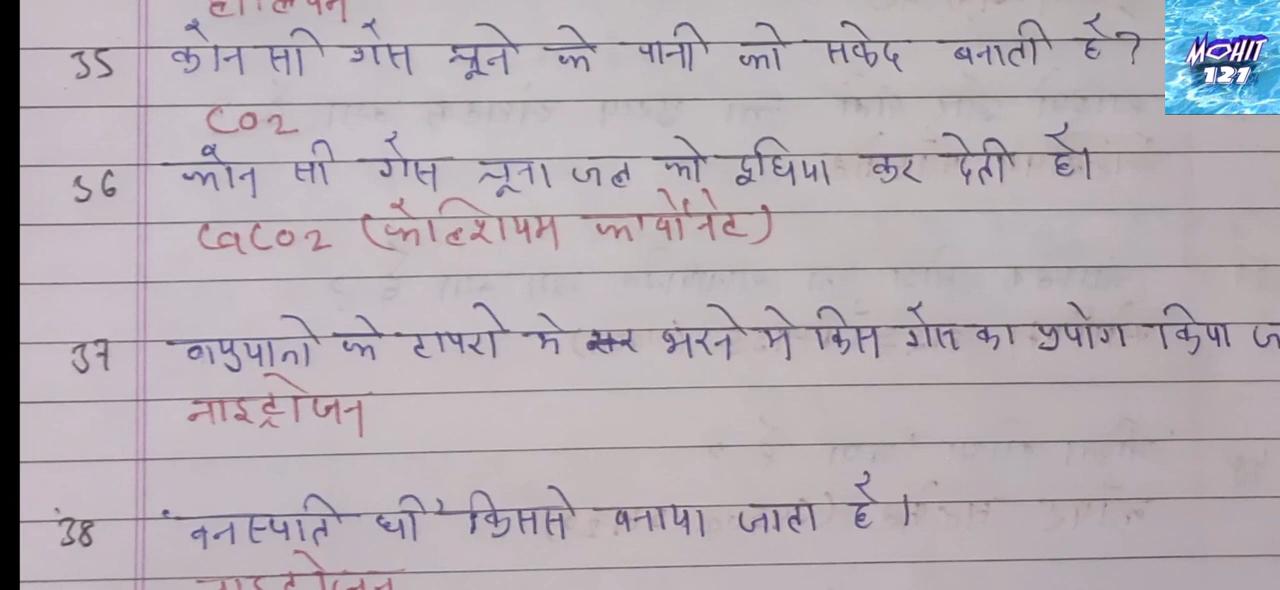 35 कौन सी गैस चूने के पानी को सफेद बनाती है?
MOHIT
121
CO2
36 कौन सी गैस चूना जल को दुधिया कर देती है।
CaCO2 (कैल्शियम कार्बोनेट)
37 वायुयानो के टायरो मे भरने मे किस गैस का प्रयोग किया ज
नाइट्रोजन
38 वनस्पति घी किससे बनाया जाता है।